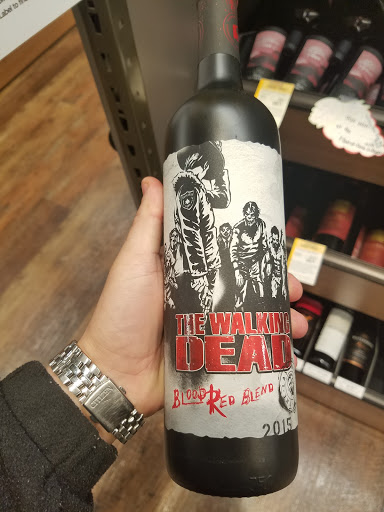 THE WALKING
DEAD
BLOOD RED BLEND
2015